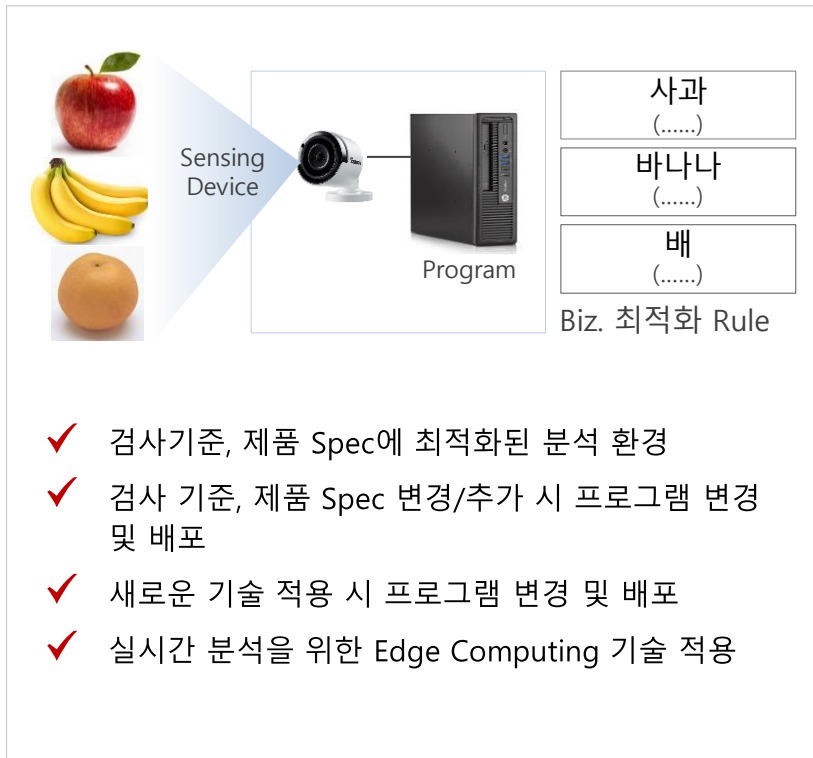 사과
(......)
Sensing
Device
바나나
(......)
배
(......)
Program
Biz. 최적화 Rule
검사기준, 제품 Spec에 최적화된 분석 환경
검사 기준, 제품 Spec 변경/추가 시 프로그램 변경
및 배포
새로운 기술 적용 시 프로그램 변경 및 배포
실시간 분석을 위한 Edge Computing 기술 적용